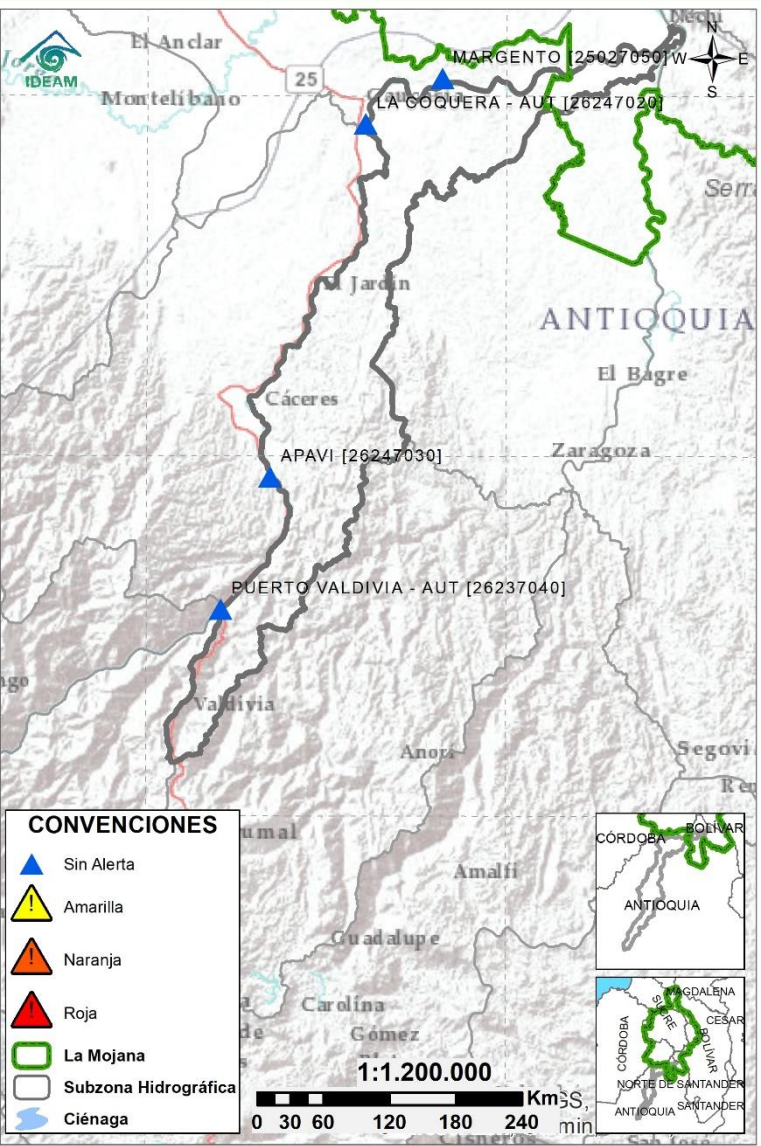 Nechí
N
W E
S
IDEAM
El Anclar
MARGENTO [25027050]
25
Montelíbano
Caucasia
LA COQUERA - AUT [26247020]
El Jardín
ANTIOQUIA
El Bagre
Cáceres
Zaragoza
APAVI [26247030]
PUERTO VALDIVIA - AUT [26237040]
Valdivia
Anorí
Amalfi
Guadalupe
Carolina
Gómez
CONVENCIONES
Sin Alerta
! Amarilla
! Naranja
! Roja
La Mojana
Subzona Hidrográfica
Ciénaga
1:1.200.000
Km
0 30 60 120 180 240
CÓRDOBA
BOLÍVAR
ANTIOQUIA
MAGDALENA
SUCRE
CESAR
CÓRDOBA
BOLÍVAR
NORTE DE SANTANDER
ANTIOQUIA
SANTANDER